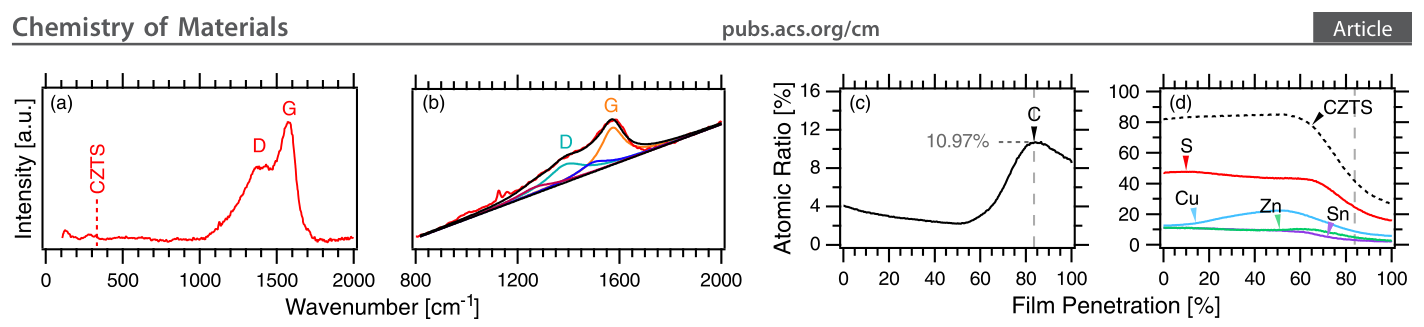 Chemistry of Materials
pubs.acs.org/cm
Article
Intensity [a.u.]
(a)
CZTS
D
G
0 500 1000 1500 2000
(b)
D
G
800 1200 1600 2000
Wavenumber [cm-1]
Atomic Ratio [%]
16
12
8
4
0
(c)
10.97%
C
0 20 40 60 80 100
100
80
60
40
20
0
(d)
CZTS
S
Cu
Zn
Sn
0 20 40 60 80 100
Film Penetration [%]